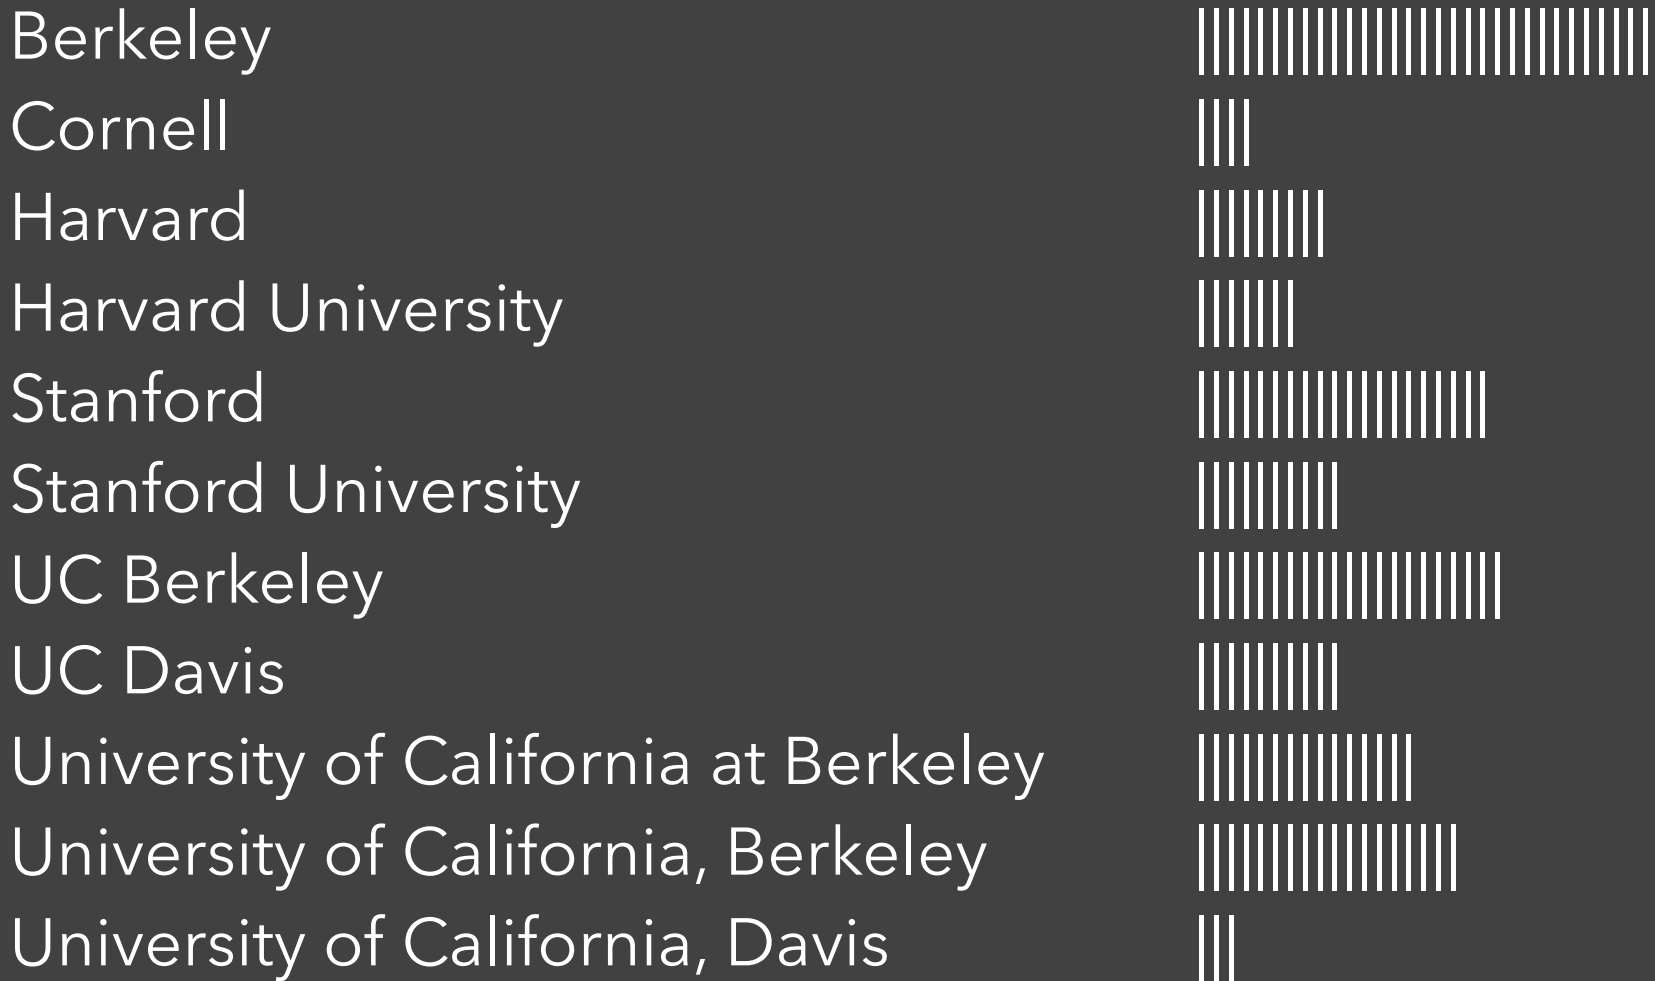 Berkeley
Cornell
Harvard
Harvard University
Stanford
Stanford University
UC Berkeley
UC Davis
University of California at Berkeley
University of California, Berkeley
University of California, Davis